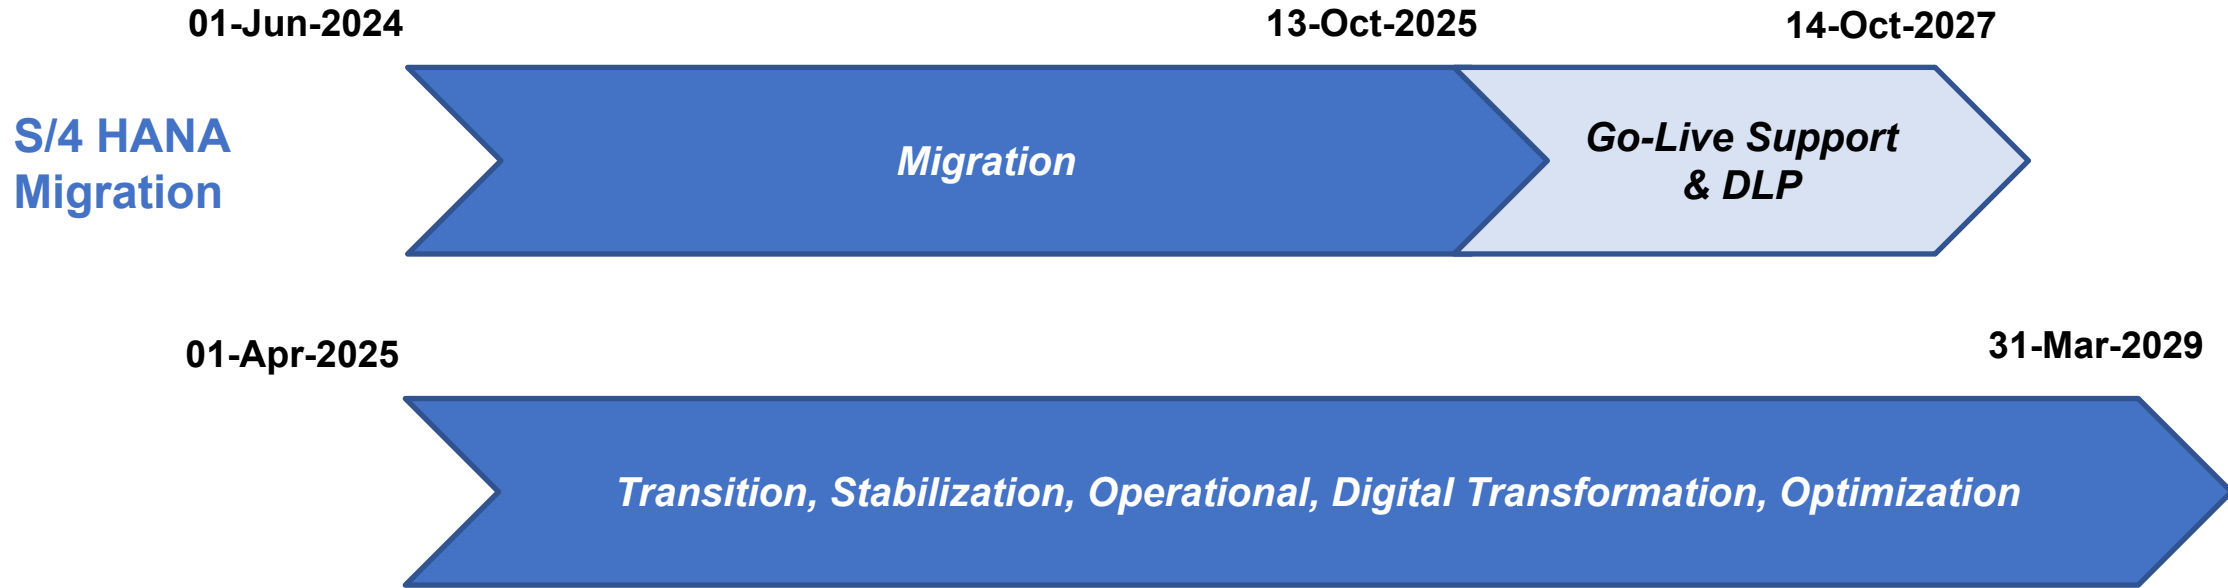 01-Jun-2024
13-Oct-2025
14-Oct-2027
S/4 HANA
Migration
Migration
Go-Live Support
& DLP
01-Apr-2025
31-Mar-2029
Transition, Stabilization, Operational, Digital Transformation, Optimization